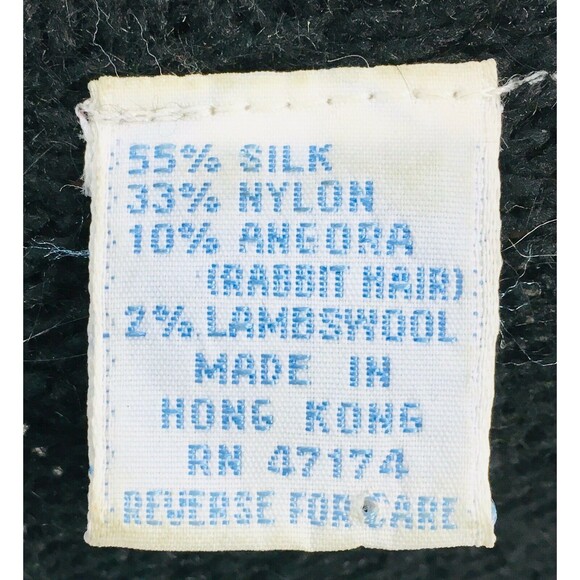 55% SILK
33% NYLON
10% ANGORA
(RABBIT HAIR)
2% LAMBSWOOL
MADE IN
HONG KONG
RN 47174
REVERSE FOR CARE